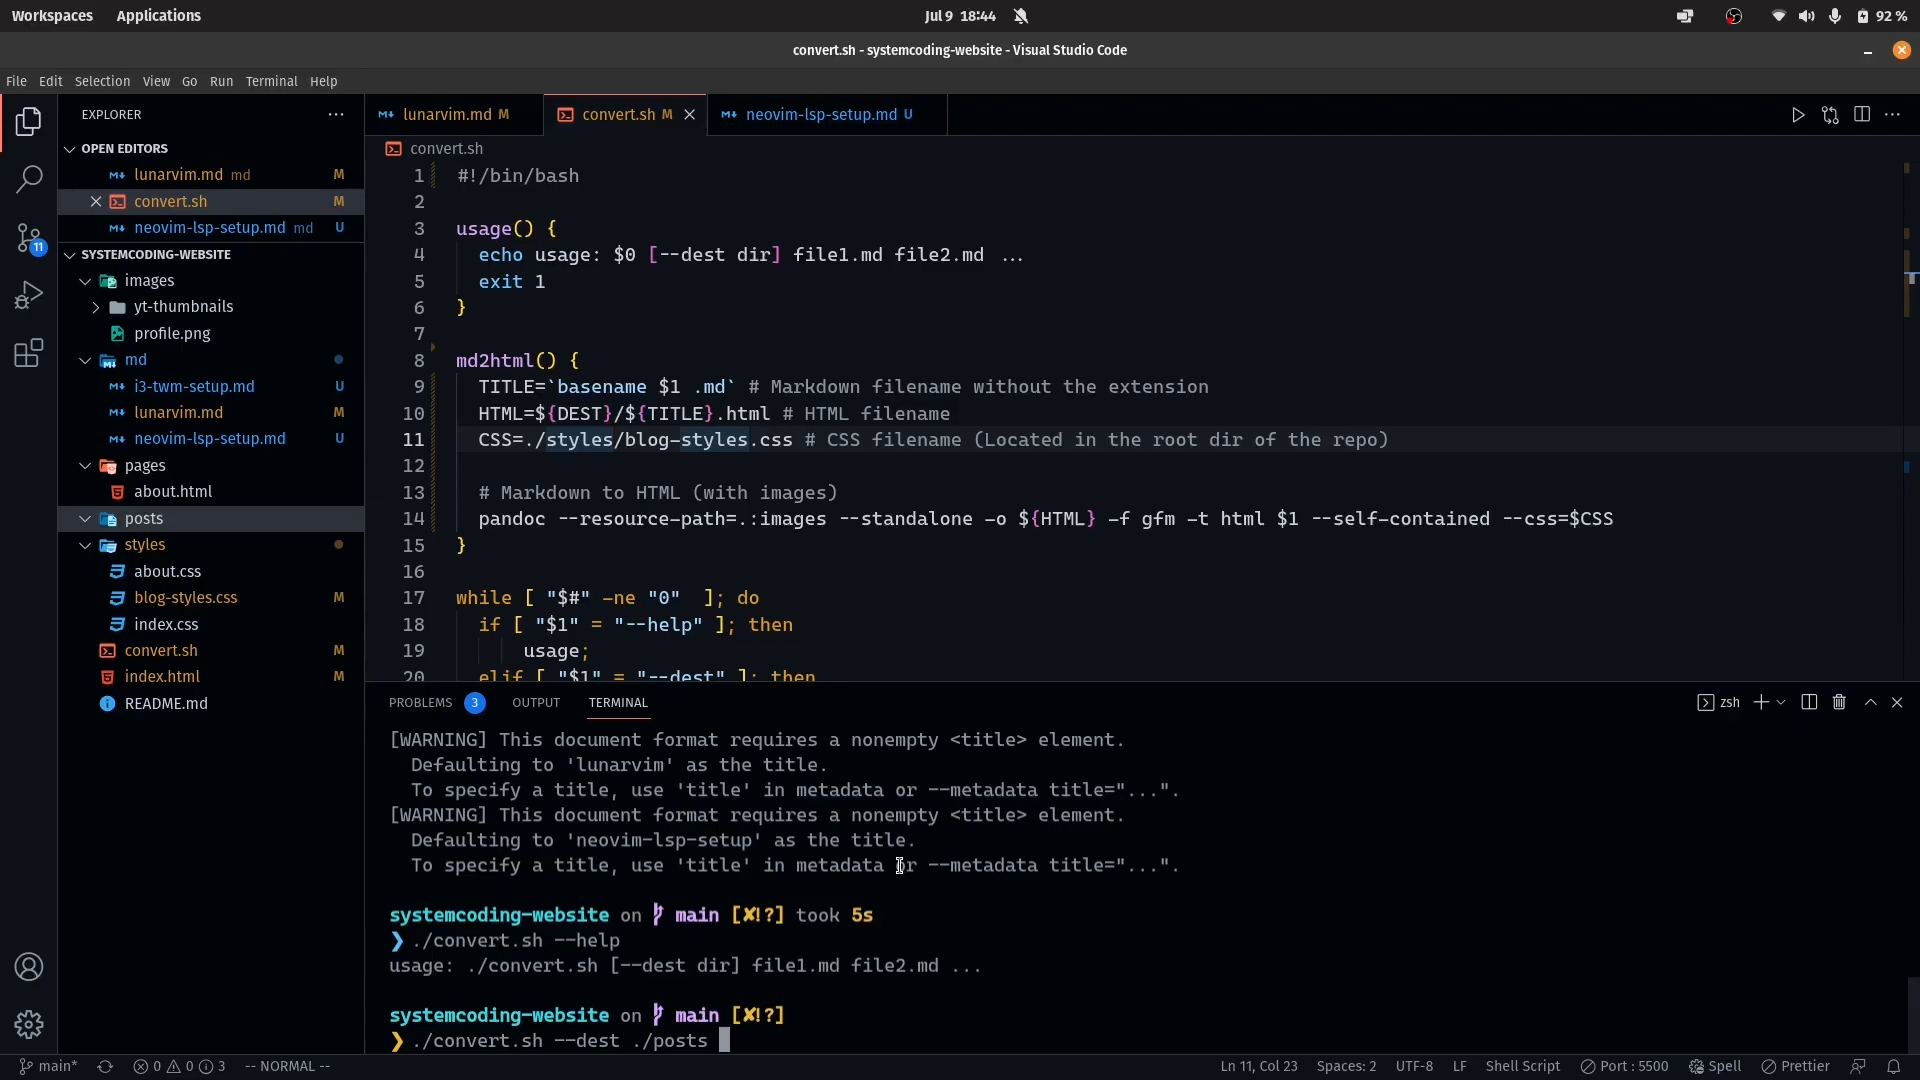 Workspaces Applications Jul 9 18:44 92 %
convert.sh - systemcoding-website - Visual Studio Code
File Edit Selection View Go Run Terminal Help
EXPLORER
OPEN EDITORS
lunarvim.md md M
convert.sh M
neovim-lsp-setup.md md U
11
SYSTEMCODING-WEBSITE
images
yt-thumbnails
profile.png
md
i3-twm-setup.md U
lunarvim.md M
neovim-lsp-setup.md U
pages
about.html
posts
styles
about.css
blog-styles.css M
index.css
convert.sh M
index.html M
README.md
lunarvim.md M convert.sh M neovim-lsp-setup.md U
convert.sh
1 #!/bin/bash
2
3 usage() {
4 echo usage: $0 [--dest dir] file1.md file2.md ...
5 exit 1
6 }
7
8 md2html() {
9 TITLE=`basename $1 .md` # Markdown filename without the extension
10 HTML=${DEST}/${TITLE}.html # HTML filename
11 CSS=./styles/blog-styles.css # CSS filename (Located in the root dir of the repo)
12
13 # Markdown to HTML (with images)
14 pandoc --resource-path=.:images --standalone -o ${HTML} -f gfm -t html $1 --self-contained --css=$CSS
15 }
16
17 while [ "$#" -ne "0" ]; do
18 if [ "$1" = "--help" ]; then
19 usage;
20 elif [ "$1" = "--dest" ]; then
PROBLEMS 3 OUTPUT TERMINAL zsh
[WARNING] This document format requires a nonempty <title> element.
Defaulting to 'lunarvim' as the title.
To specify a title, use 'title' in metadata or --metadata title="...".
[WARNING] This document format requires a nonempty <title> element.
Defaulting to 'neovim-lsp-setup' as the title.
To specify a title, use 'title' in metadata or --metadata title="...".
systemcoding-website on main [✘!?] took 5s
❯ ./convert.sh --help
usage: ./convert.sh [--dest dir] file1.md file2.md ...
systemcoding-website on main [✘!?]
❯ ./convert.sh --dest ./posts
main* 0 0 3 -- NORMAL -- Ln 11, Col 23 Spaces: 2 UTF-8 LF Shell Script Port : 5500 Spell Prettier